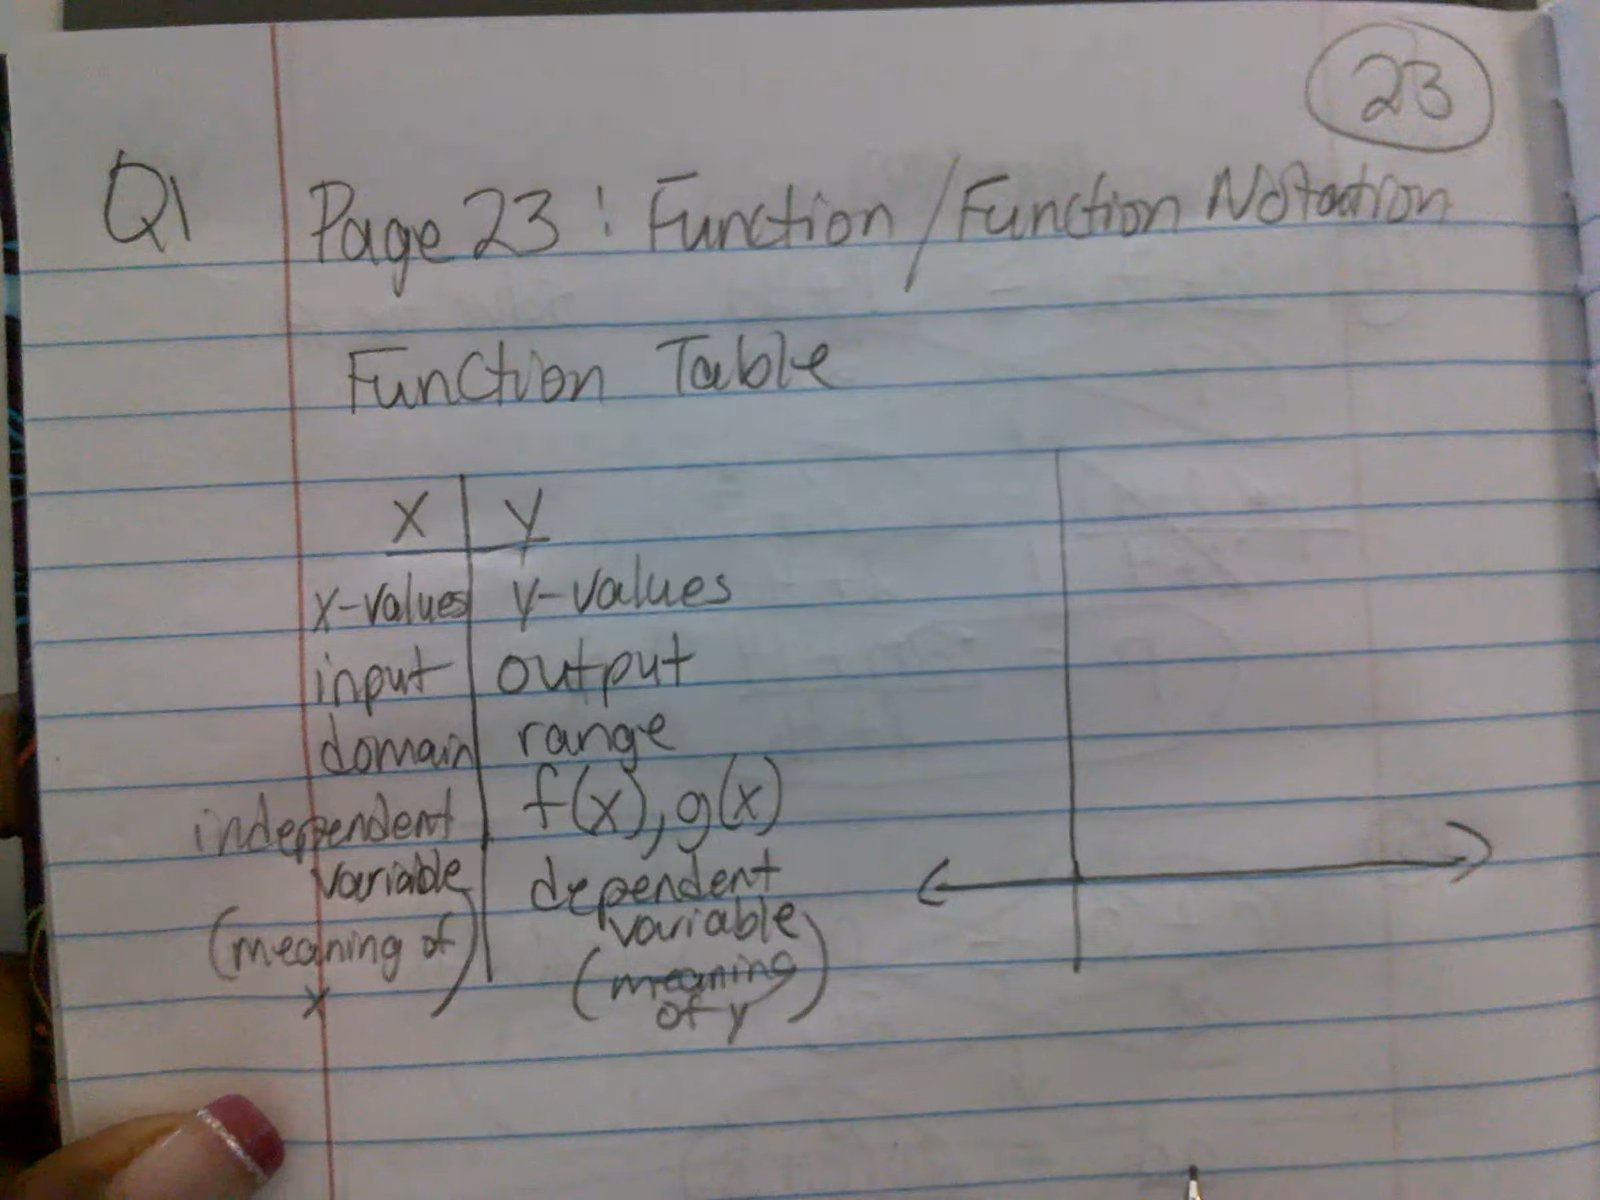 23
Q1 Page 23: Function / Function Notation
Function Table
x y
x-values y-values
input output
domain range
independent f(x), g(x)
variable dependent
(meaning of variable
x) (meaning
of y)